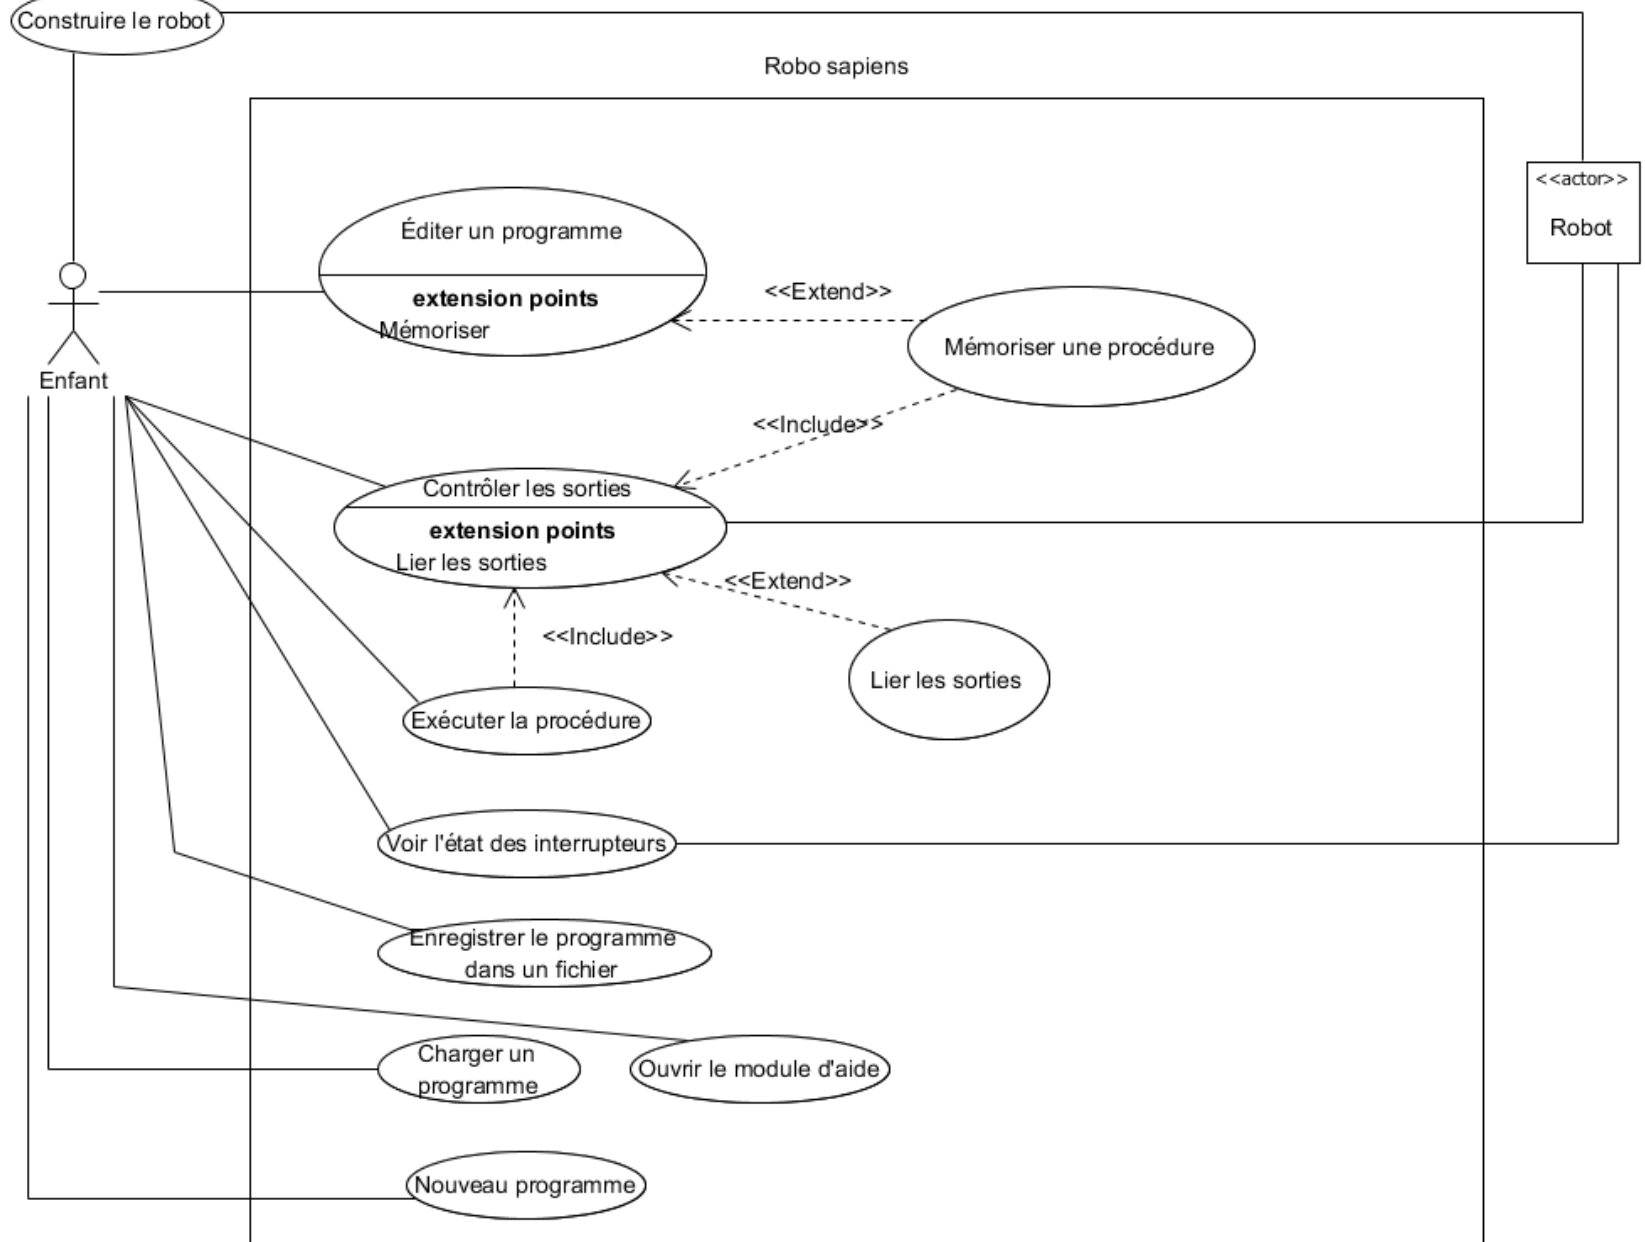 Construire le robot
Robo sapiens
<<actor>>
Robot
Éditer un programme
extension points
Mémoriser
<<Extend>>
Mémoriser une procédure
Enfant
<<Include>>
Contrôler les sorties
extension points
Lier les sorties
<<Extend>>
<<Include>>
Lier les sorties
Exécuter la procédure
Voir l'état des interrupteurs
Enregistrer le programme
dans un fichier
Charger un
programme
Ouvrir le module d'aide
Nouveau programme